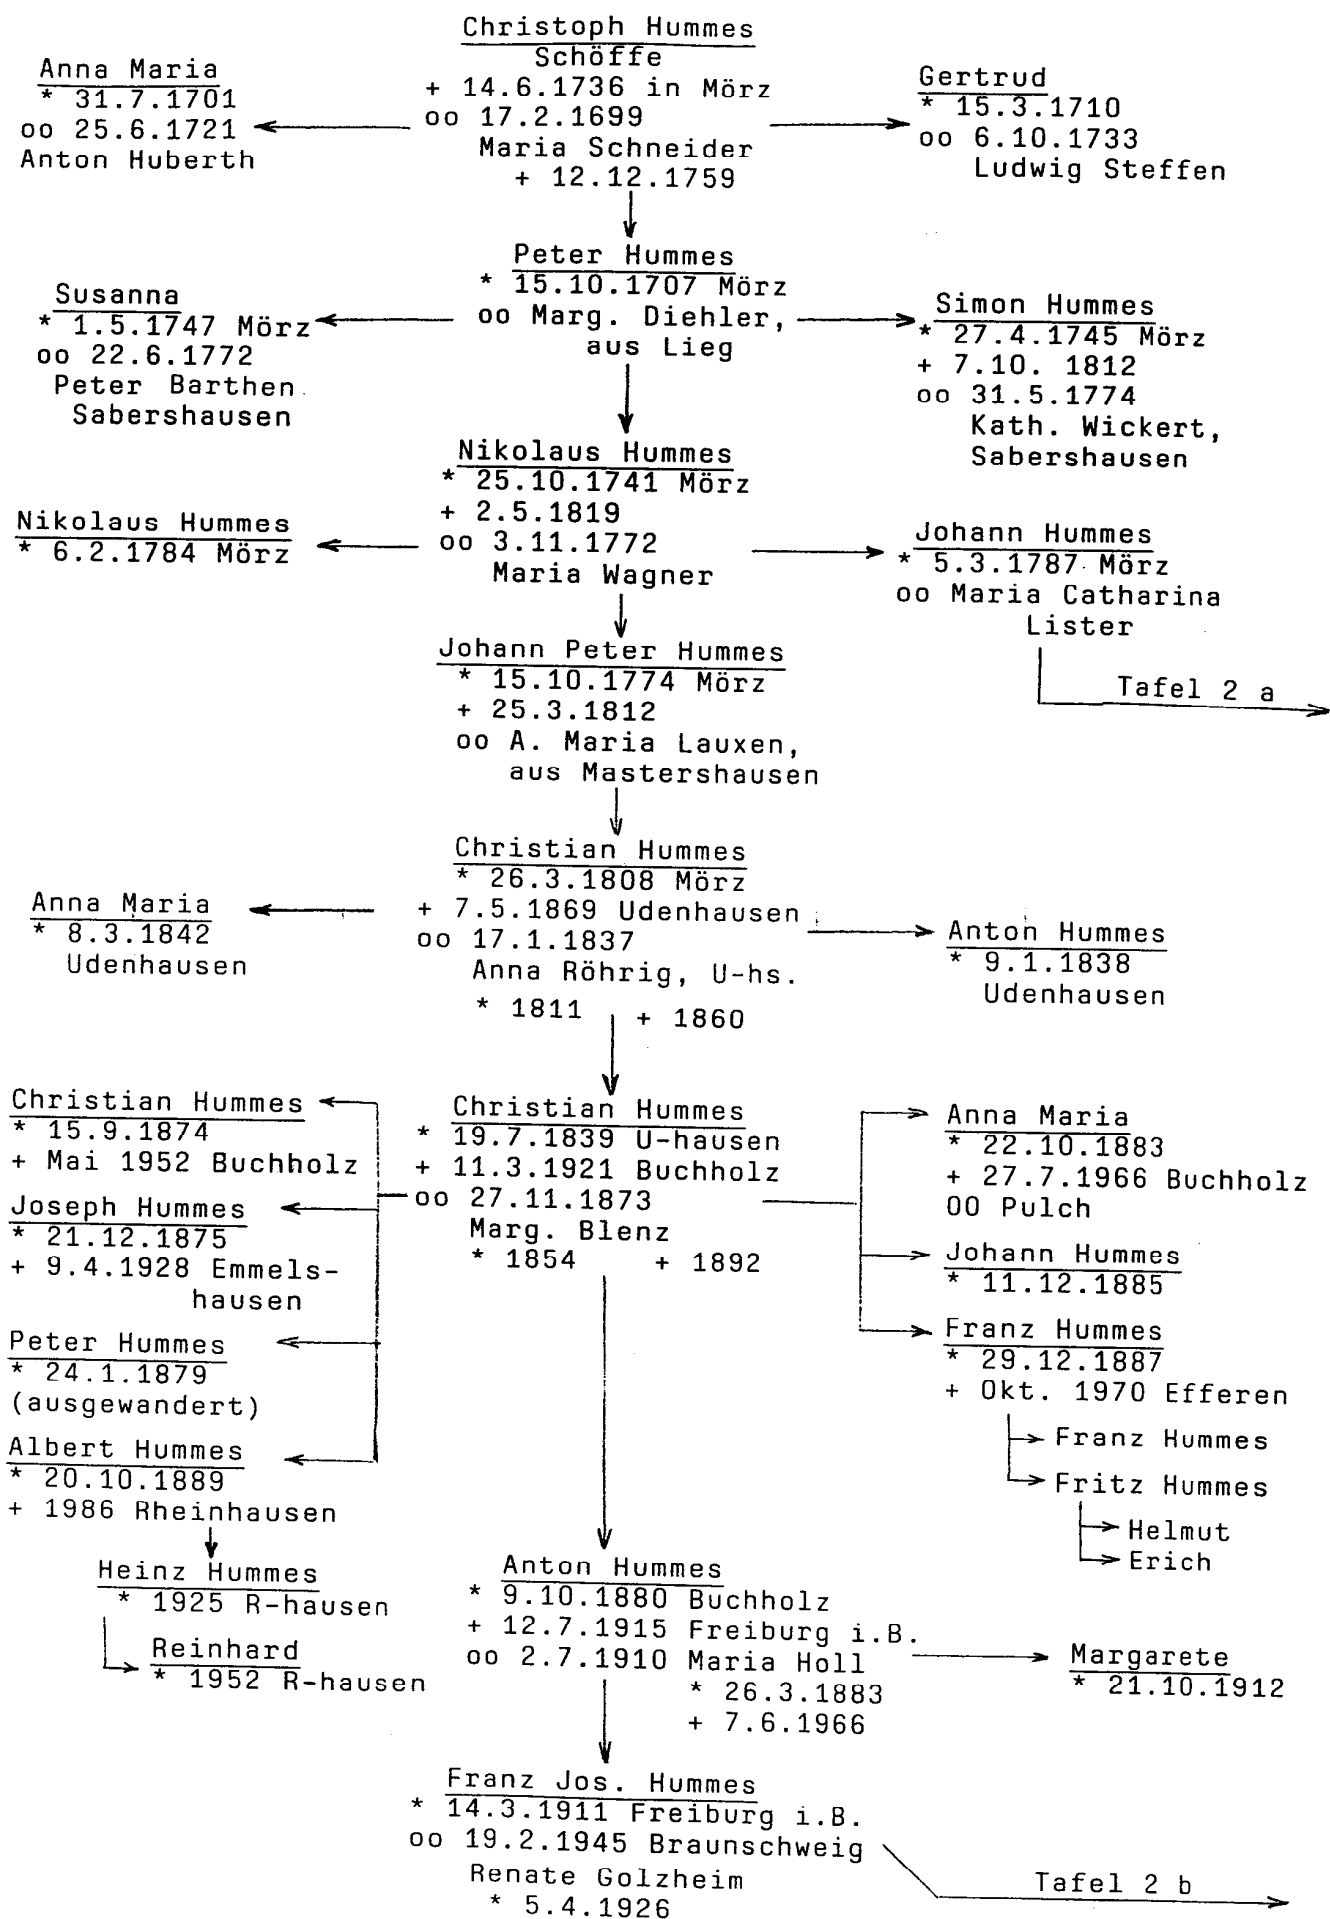 Christoph Hummes
Schöffe
+ 14.6.1736 in Mörz
oo 17.2.1699
Maria Schneider
+ 12.12.1759
Anna Maria
* 31.7.1701
oo 25.6.1721
Anton Huberth
Gertrud
* 15.3.1710
oo 6.10.1733
Ludwig Steffen
Peter Hummes
* 15.10.1707 Mörz
oo Marg. Diehler,
aus Lieg
Susanna
* 1.5.1747 Mörz
oo 22.6.1772
Peter Barthen
Sabershausen
Simon Hummes
* 27.4.1745 Mörz
+ 7.10. 1812
oo 31.5.1774
Kath. Wickert,
Sabershausen
Nikolaus Hummes
* 25.10.1741 Mörz
+ 2.5.1819
oo 3.11.1772
Maria Wagner
Nikolaus Hummes
* 6.2.1784 Mörz
Johann Hummes
* 5.3.1787 Mörz
oo Maria Catharina
Lister
Tafel 2 a
Johann Peter Hummes
* 15.10.1774 Mörz
+ 25.3.1812
oo A. Maria Lauxen,
aus Mastershausen
Christian Hummes
* 26.3.1808 Mörz
+ 7.5.1869 Udenhausen
oo 17.1.1837
Anna Röhrig, U-hs.
* 1811 + 1860
Anna Maria
* 8.3.1842
Udenhausen
Anton Hummes
* 9.1.1838
Udenhausen
Christian Hummes
* 19.7.1839 U-hausen
+ 11.3.1921 Buchholz
oo 27.11.1873
Marg. Blenz
* 1854 + 1892
Christian Hummes
* 15.9.1874
+ Mai 1952 Buchholz
Joseph Hummes
* 21.12.1875
+ 9.4.1928 Emmels-
hausen
Peter Hummes
* 24.1.1879
(ausgewandert)
Albert Hummes
* 20.10.1889
+ 1986 Rheinhausen
Heinz Hummes
* 1925 R-hausen
Reinhard
* 1952 R-hausen
Anna Maria
* 22.10.1883
+ 27.7.1966 Buchholz
OO Pulch
Johann Hummes
* 11.12.1885
Franz Hummes
* 29.12.1887
+ Okt. 1970 Efferen
Franz Hummes
Fritz Hummes
Helmut
Erich
Anton Hummes
* 9.10.1880 Buchholz
+ 12.7.1915 Freiburg i.B.
oo 2.7.1910 Maria Holl
* 26.3.1883
+ 7.6.1966
Margarete
* 21.10.1912
Franz Jos. Hummes
* 14.3.1911 Freiburg i.B.
oo 19.2.1945 Braunschweig
Renate Golzheim
* 5.4.1926
Tafel 2 b